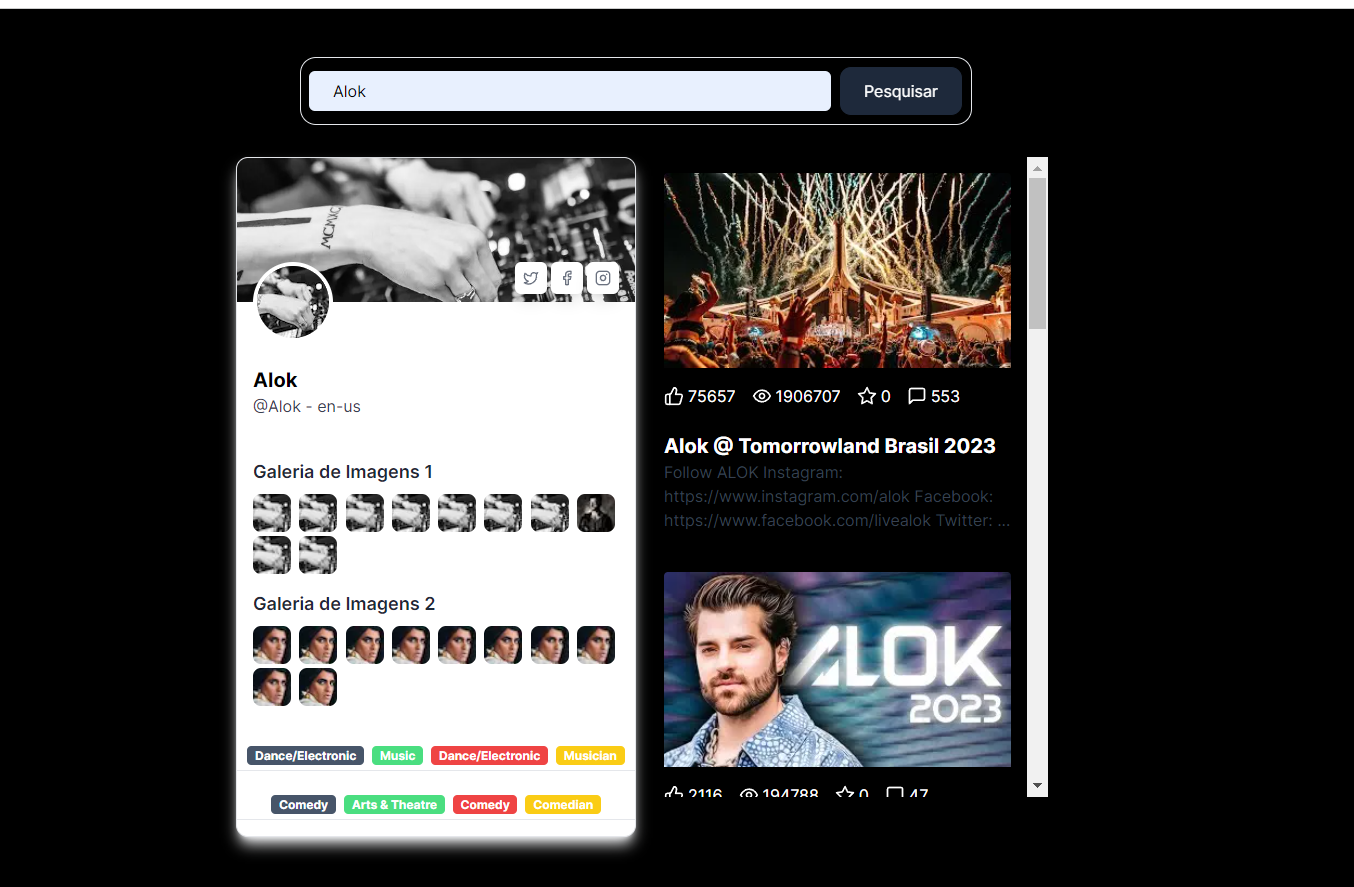 Alok
Pesquisar
MCMXC
Alok
@Alok - en-us
Galeria de Imagens 1
Galeria de Imagens 2
Dance/Electronic Music Dance/Electronic Musician
Comedy Arts & Theatre Comedy Comedian
75657 1906707 0 553
Alok @ Tomorrowland Brasil 2023
Follow ALOK Instagram:
https://www.instagram.com/alok Facebook:
https://www.facebook.com/livealok Twitter: ...
ALOK
2023
2116 194788 0 47